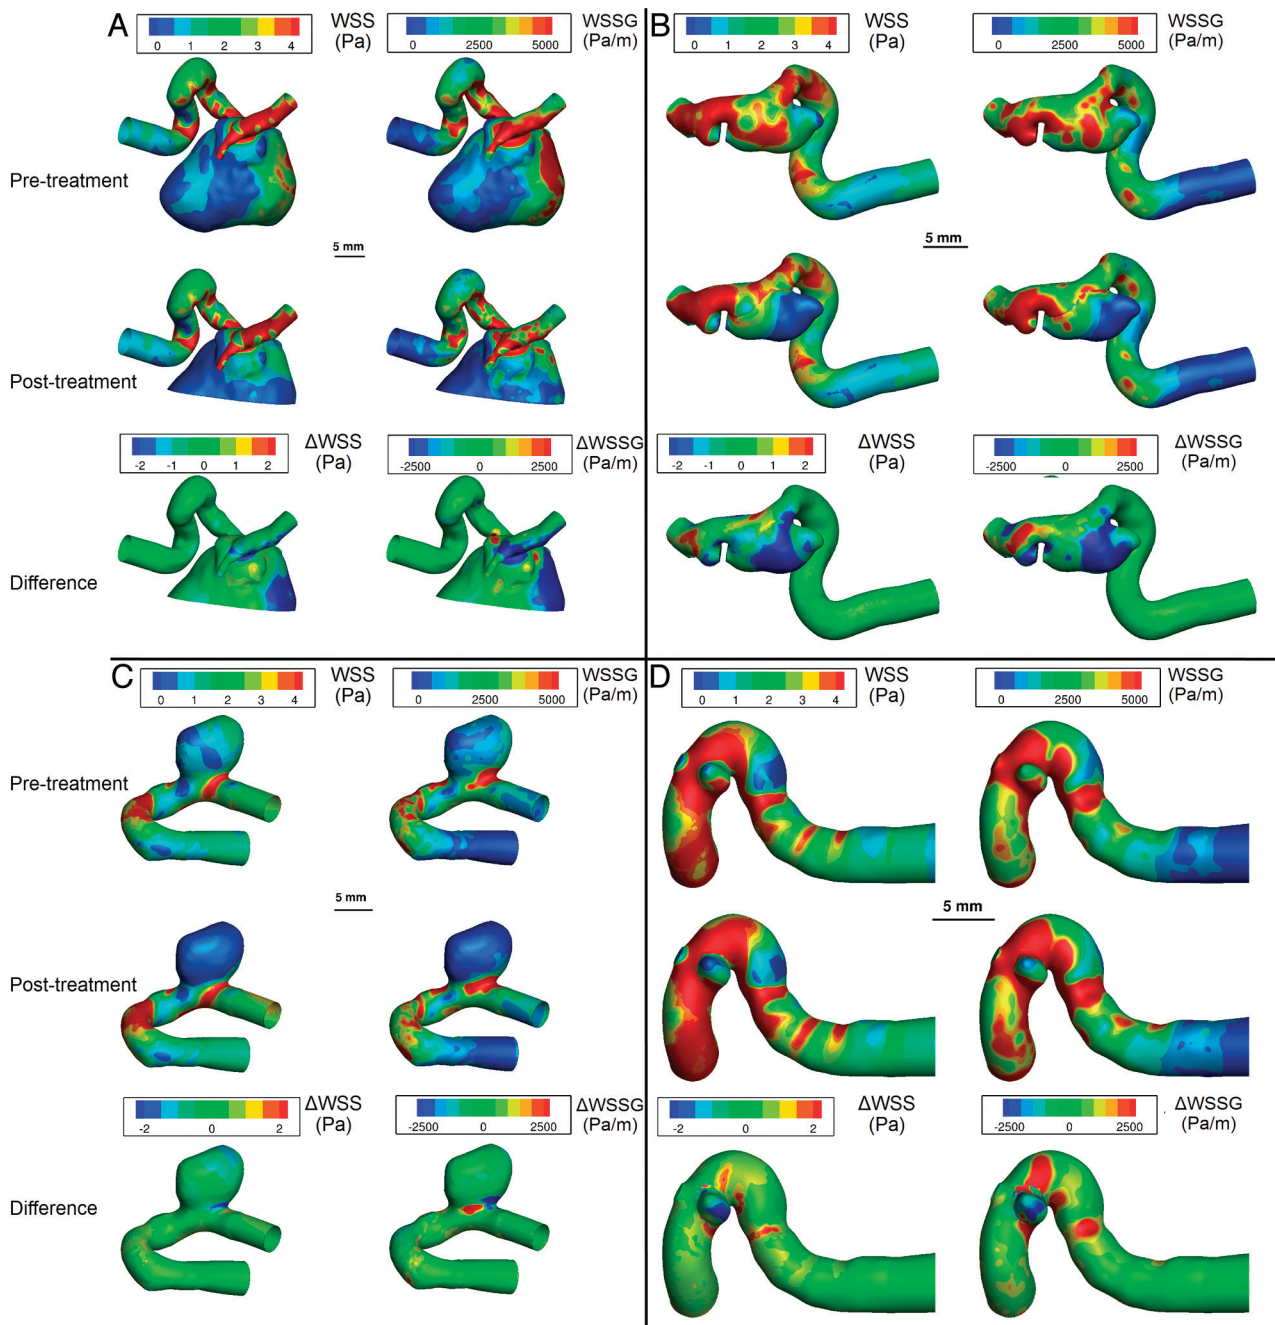 A
WSS
(Pa)
0 1 2 3 4
WSSG
(Pa/m)
0 2500 5000
Pre-treatment
5 mm
Post-treatment
ΔWSS
(Pa)
-2 -1 0 1 2
ΔWSSG
(Pa/m)
-2500 0 2500
Difference
B
WSS
(Pa)
0 1 2 3 4
WSSG
(Pa/m)
0 2500 5000
5 mm
ΔWSS
(Pa)
-2 -1 0 1 2
ΔWSSG
(Pa/m)
-2500 0 2500
C
WSS
(Pa)
0 1 2 3 4
WSSG
(Pa/m)
0 2500 5000
Pre-treatment
5 mm
Post-treatment
ΔWSS
(Pa)
-2 0 2
ΔWSSG
(Pa/m)
-2500 0 2500
Difference
D
WSS
(Pa)
0 1 2 3 4
WSSG
(Pa/m)
0 2500 5000
5 mm
ΔWSS
(Pa)
-2 0 2
ΔWSSG
(Pa/m)
-2500 0 2500